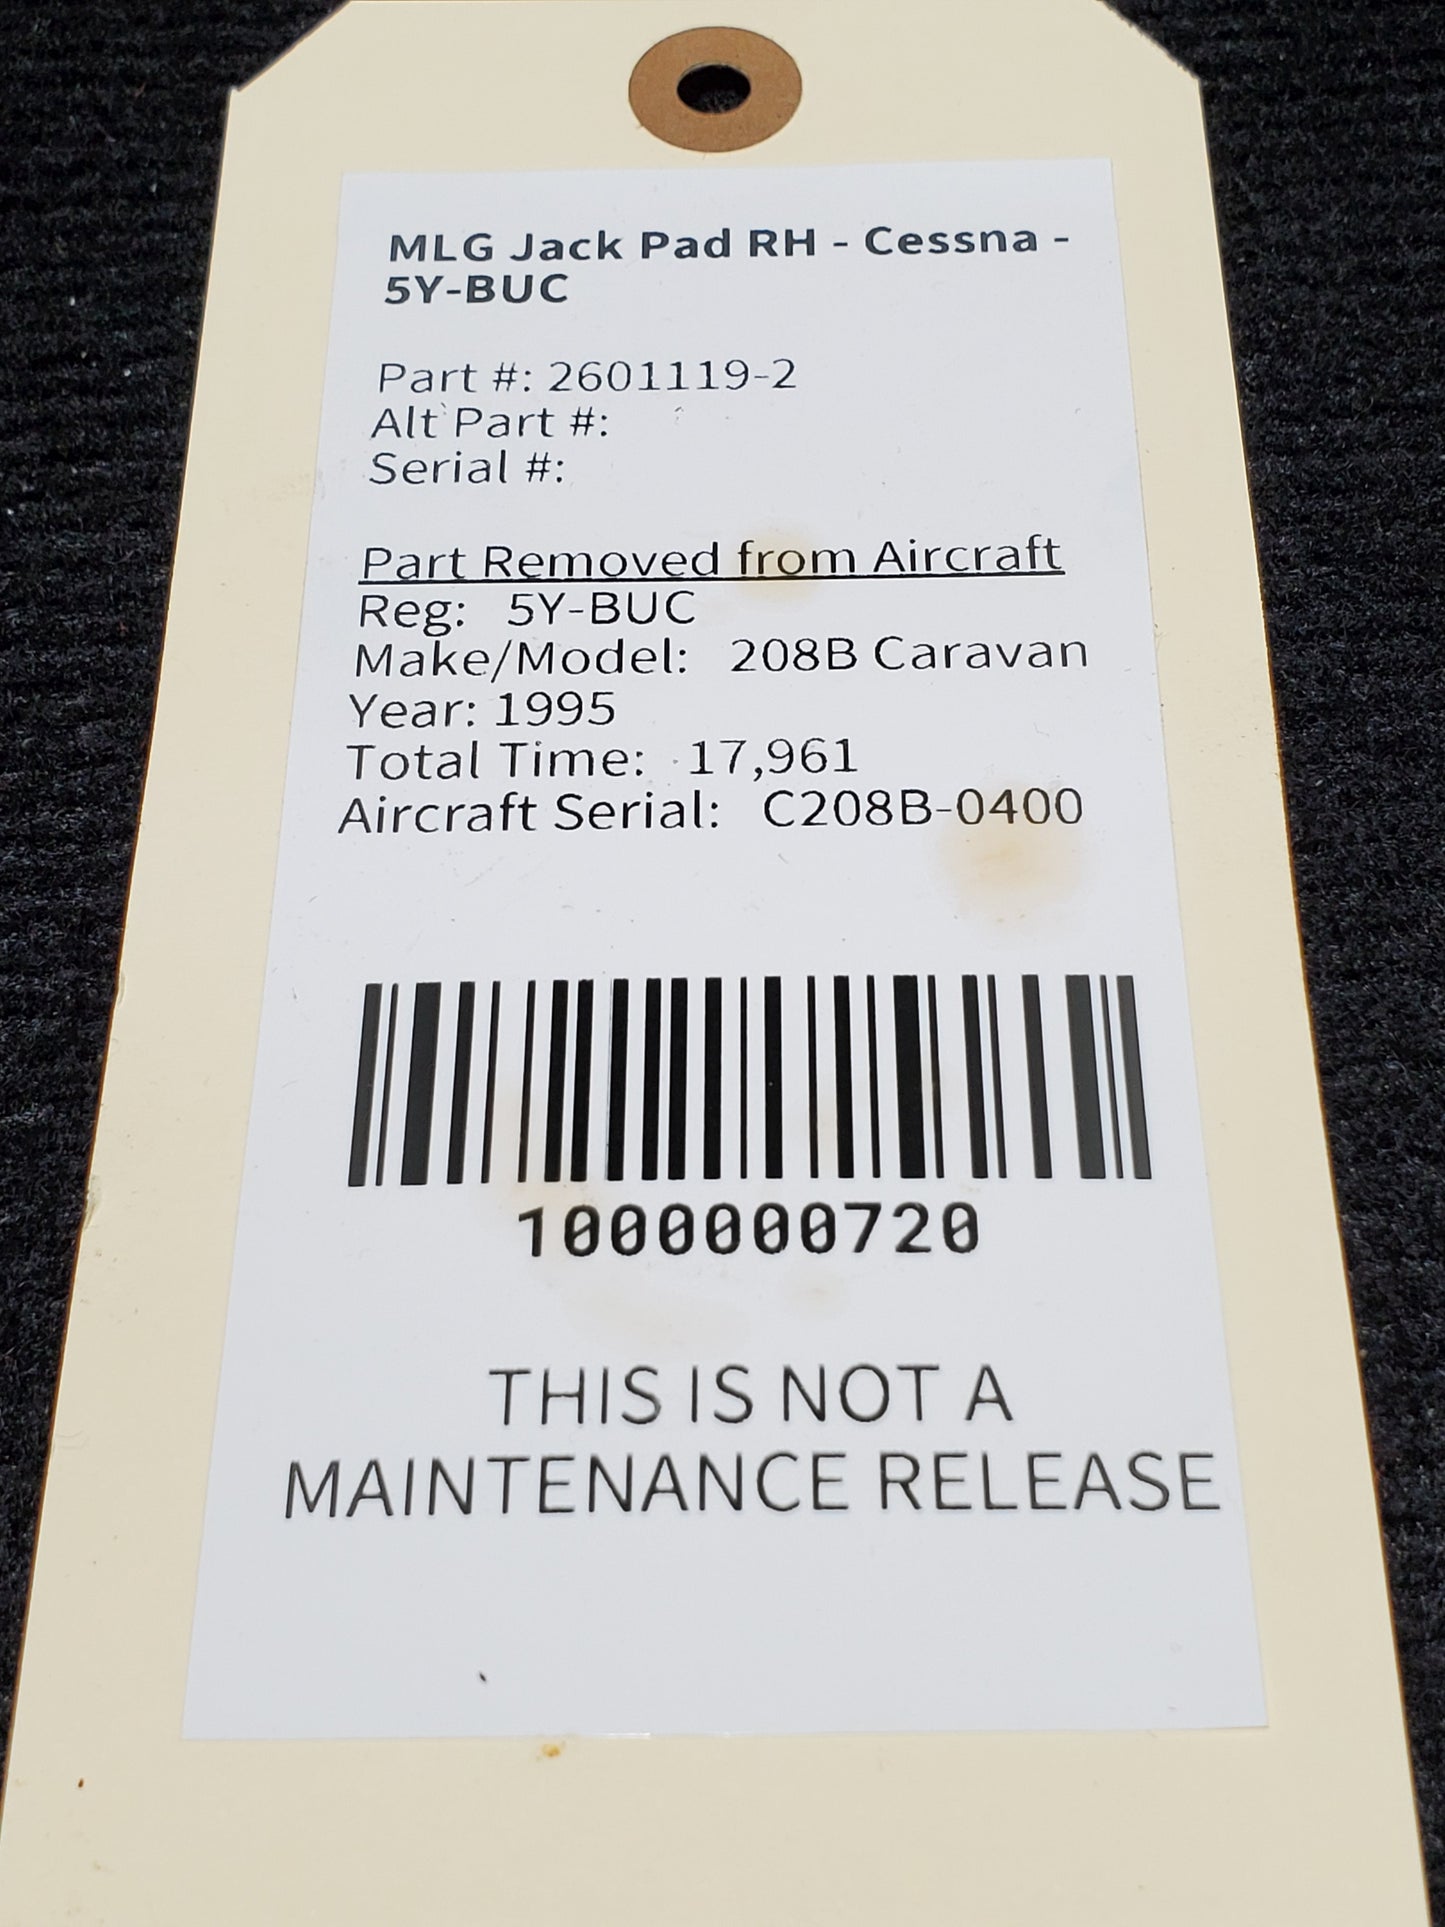 MLG Jack Pad RH - Cessna -
5Y-BUC
Part #: 2601119-2
Alt Part #:
Serial #:
Part Removed from Aircraft
Reg: 5Y-BUC
Make/Model: 208B Caravan
Year: 1995
Total Time: 17,961
Aircraft Serial: C208B-0400
1000000720
THIS IS NOT A
MAINTENANCE RELEASE